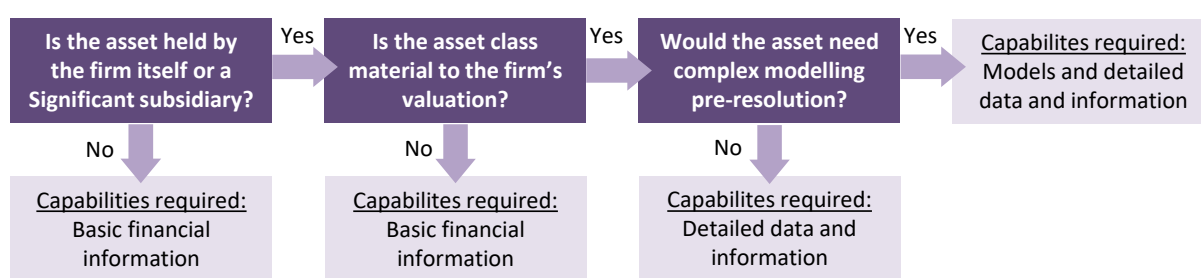 Is the asset held by
the firm itself or a
Significant subsidiary?
Yes
Is the asset class
material to the firm's
valuation?
Yes
Would the asset need
complex modelling
pre-resolution?
Yes
Capabilites required:
Models and detailed
data and information
No
No
No
Capabilities required:
Basic financial
information
Capabilites required:
Basic financial
information
Capabilites required:
Detailed data and
information